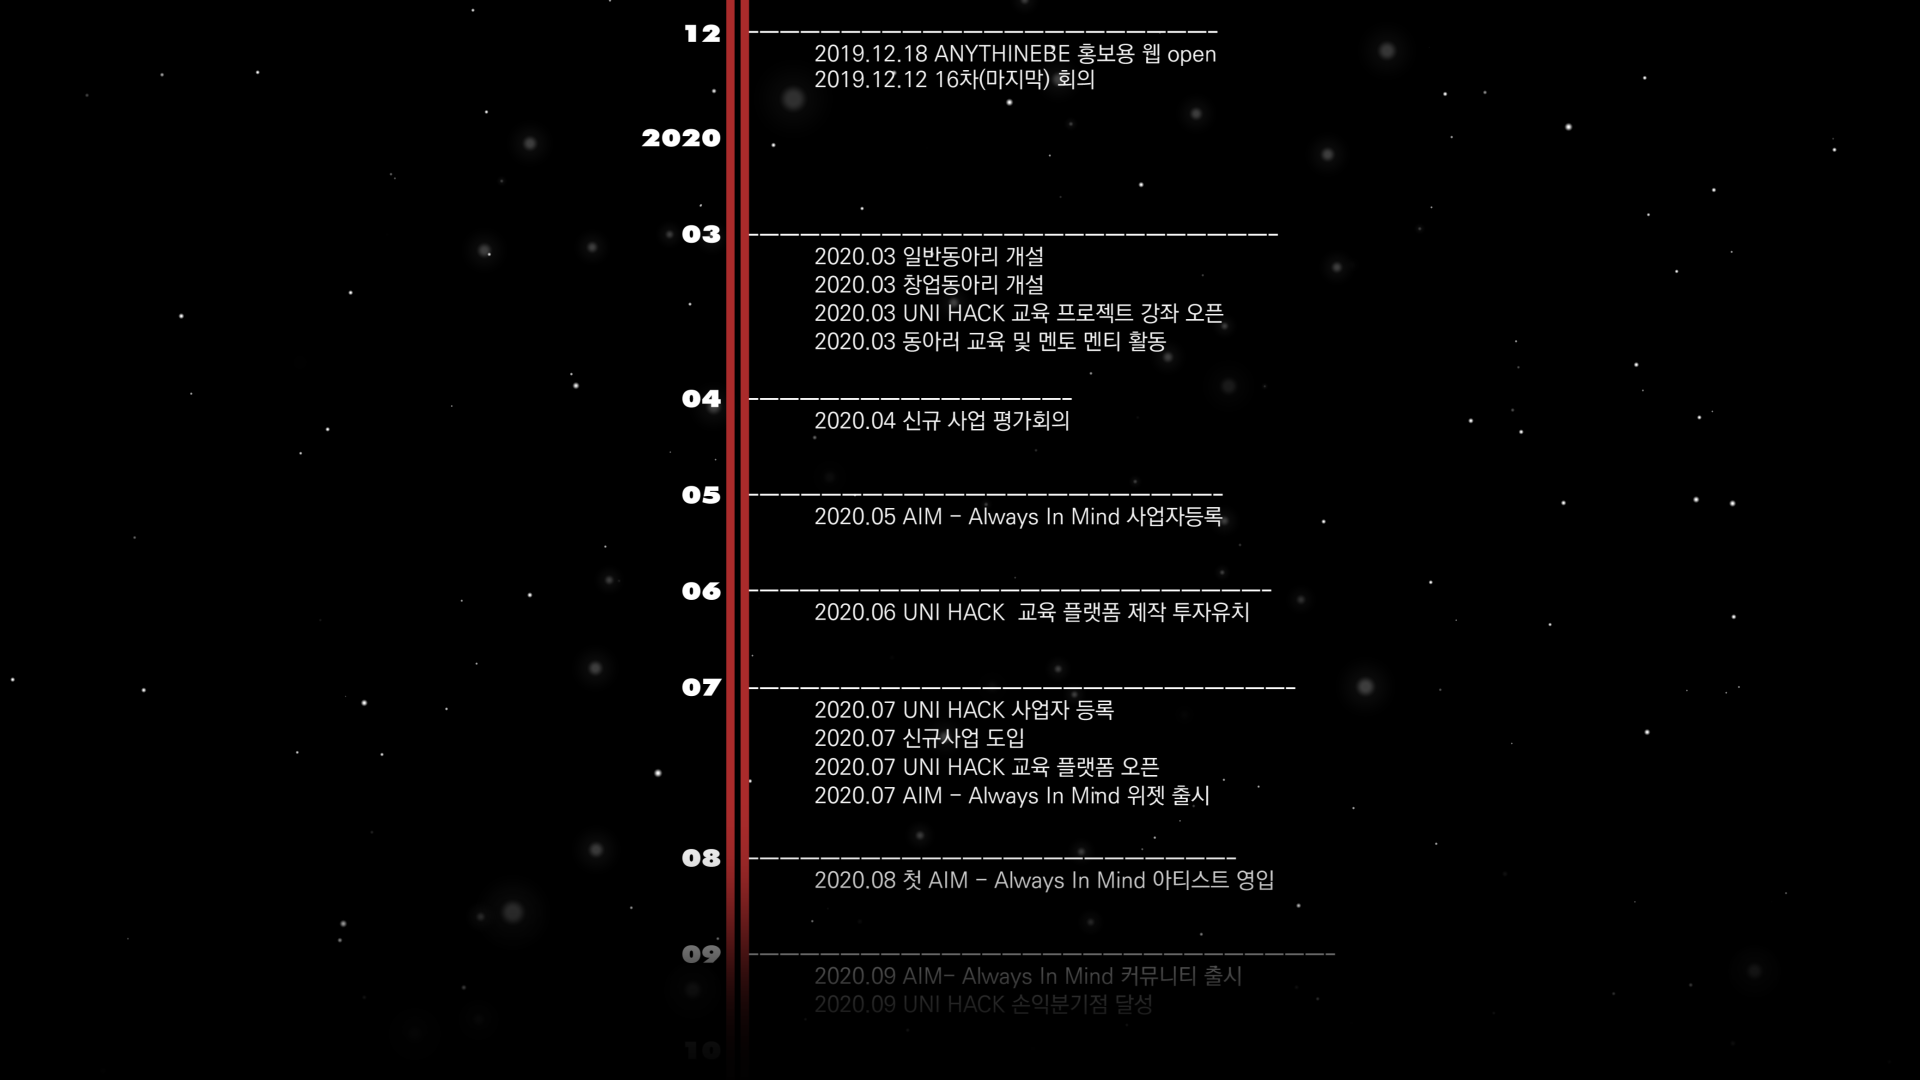 12
2019.12.18 ANYTHINEBE 홍보용 웹 open
2019.12.12 16차(마지막) 회의
2020
03
2020.03 일반동아리 개설
2020.03 창업동아리 개설
2020.03 UNI HACK 교육 프로젝트 강좌 오픈
2020.03 동아러 교육 및 멘토 멘티 활동
04
2020.04 신규 사업 평가회의
05
2020.05 AIM - Always In Mind 사업자등록
06
2020.06 UNI HACK 교육 플랫폼 제작 투자유치
07
2020.07 UNI HACK 사업자 등록
2020.07 신규사업 도입
2020.07 UNI HACK 교육 플랫폼 오픈
2020.07 AIM - Always In Mind 위젯 출시
08
2020.08 첫 AIM - Always In Mind 아티스트 영입
09
2020.09 AIM- Always In Mind 커뮤니티 출시
2020.09 UNI HACK 손익분기점 달성
10